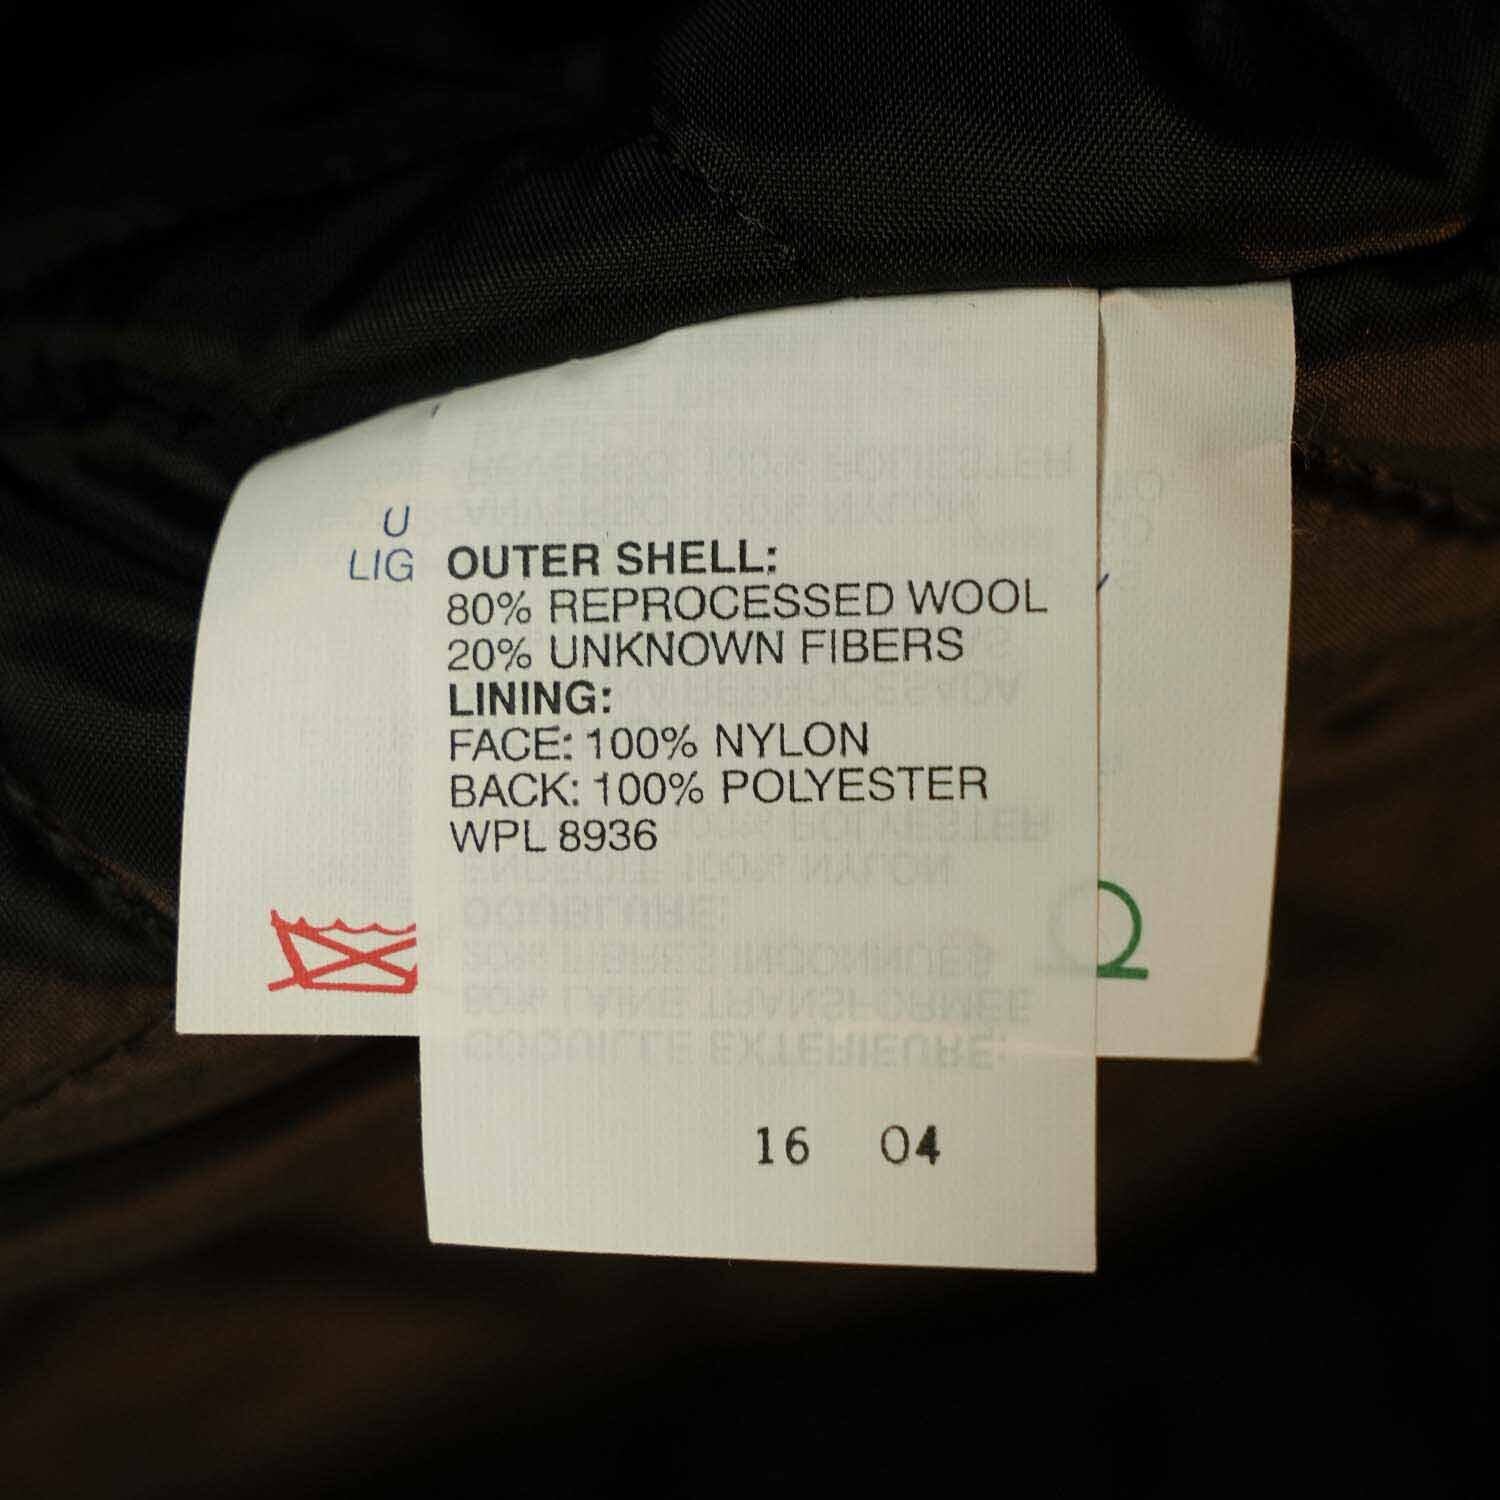 U
LIG
OUTER SHELL:
80% REPROCESSED WOOL
20% UNKNOWN FIBERS
LINING:
FACE: 100% NYLON
BACK: 100% POLYESTER
WPL 8936
16 04